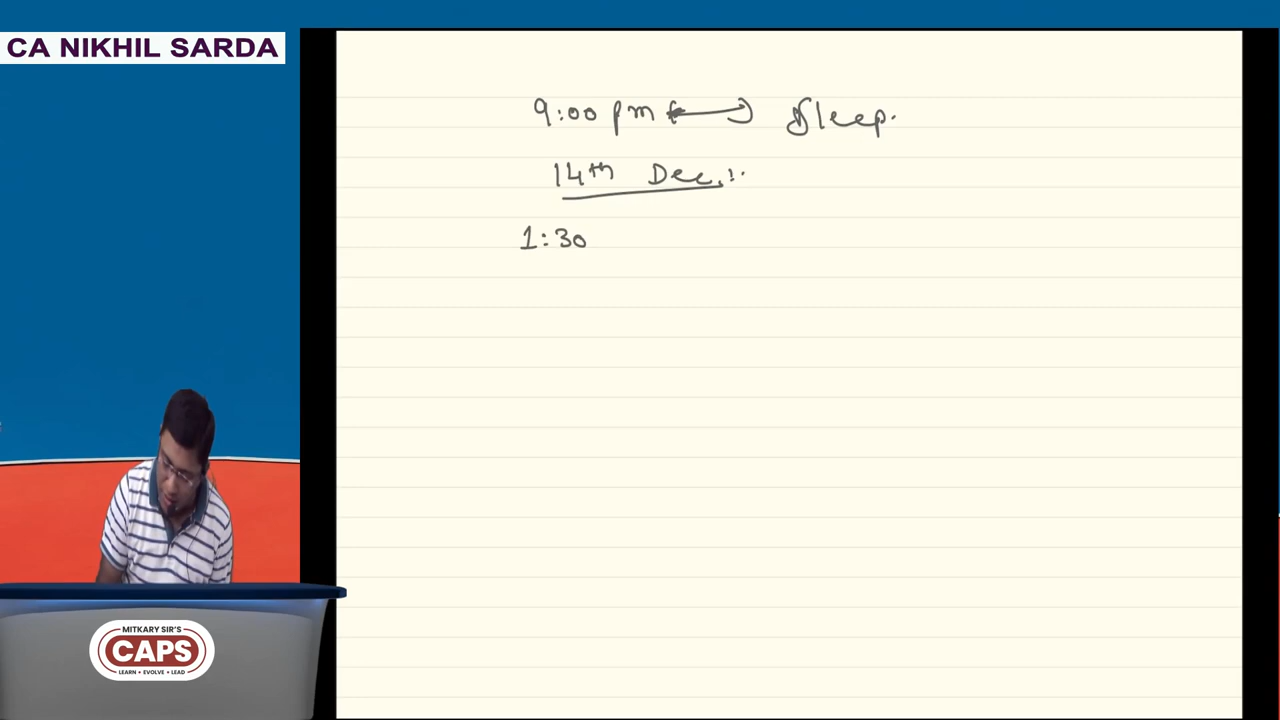 CA NIKHIL SARDA
9:00 pm ↔ Sleep.
14th Dec.
1:30
MITKARY SIR'S
CAPS
LEARN • EVOLVE • LEAD